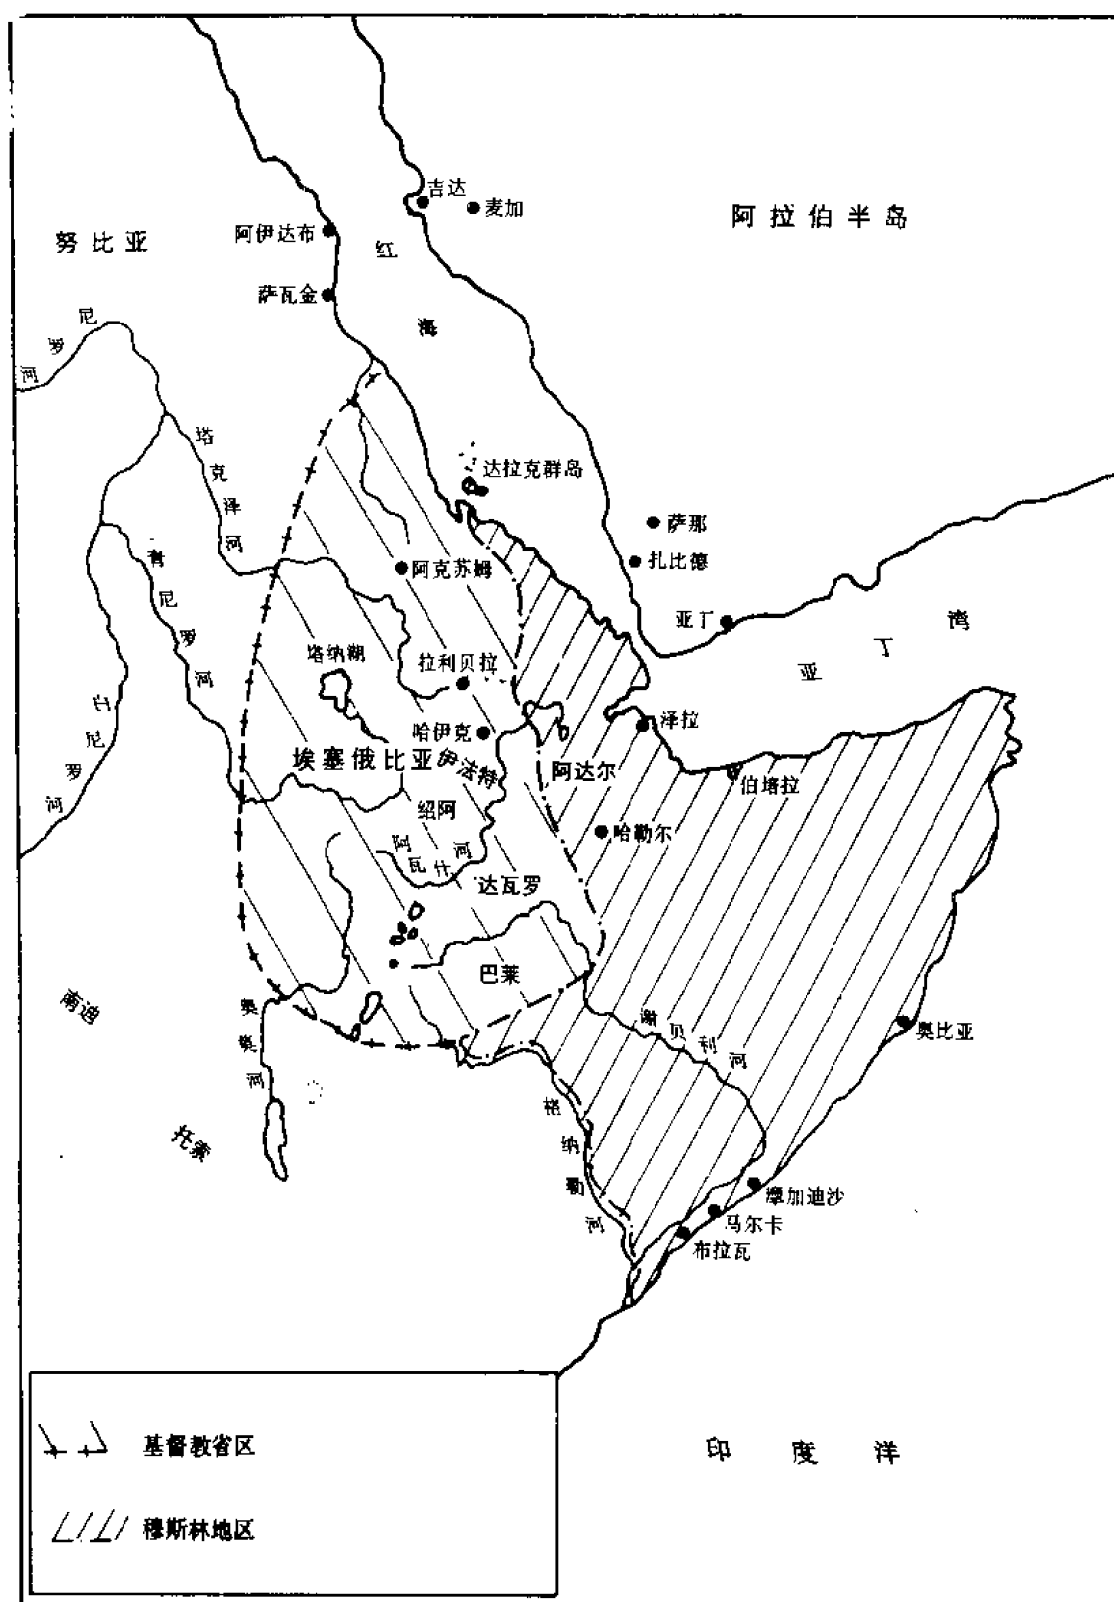 吉达
麦加
阿拉伯半岛
努比亚
阿伊达布
红海
萨瓦金
尼罗河
塔克泽河
达拉克群岛
萨那
扎比德
青尼罗河
阿克苏姆
亚丁
亚丁湾
塔纳湖
拉利贝拉
白尼罗河
哈伊克
泽拉
埃塞俄比亚
伊法特
阿达尔
伯培拉
绍阿
哈勒尔
阿瓦什河
达瓦罗
巴莱
南迪
奥莫河
谢贝利河
奥比亚
格纳勒河
托索
摩加迪沙
马尔卡
布拉瓦
基督教省区
穆斯林地区
印度洋